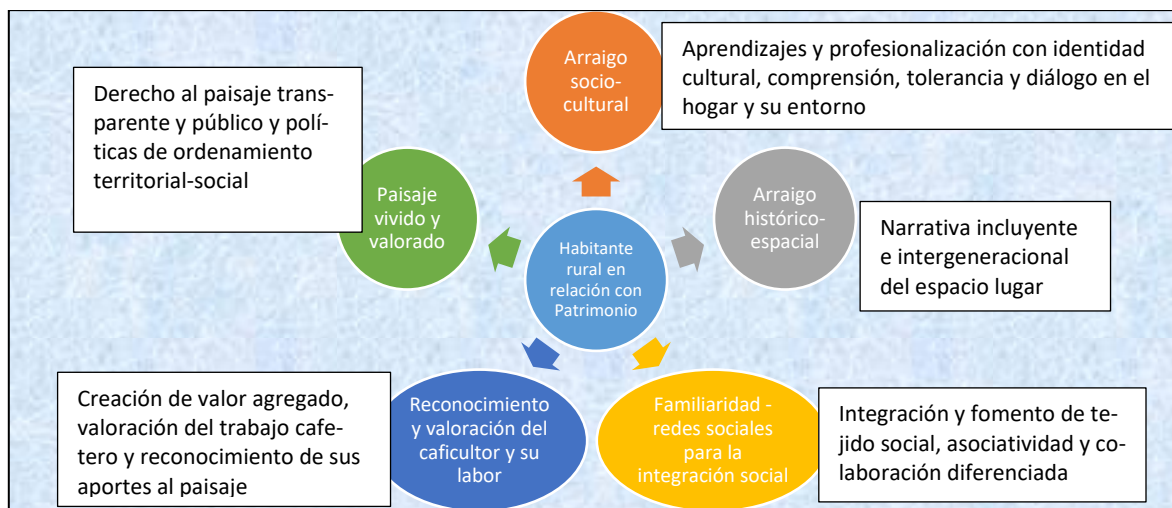 Arraigo
socio-
cultural
Aprendizajes y profesionalización con identidad
cultural, comprensión, tolerancia y diálogo en el
hogar y su entorno
Derecho al paisaje trans-
parente y público y polí-
ticas de ordenamiento
territorial-social
Paisaje
vivido y
valorado
Arraigo
histórico-
espacial
Narrativa incluyente
e intergeneracional
del espacio lugar
Habitante
rural en
relación con
Patrimonio
Creación de valor agregado,
valoración del trabajo cafe-
tero y reconocimiento de sus
aportes al paisaje
Reconocimiento
y valoración del
caficultor y su
labor
Familiaridad -
redes sociales
para la
integración social
Integración y fomento de te-
jido social, asociatividad y co-
laboración diferenciada